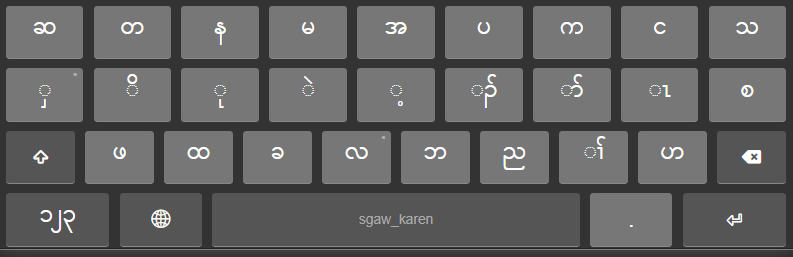 ဆ တ န မ အ ပ က င သ
ှ ိ ု ဲ ့ ၣ် ာ် ၤ စ
ဖ ထ ခ လ ဘ ည ၢ် ဟ
၁၂၃ sgaw_karen .